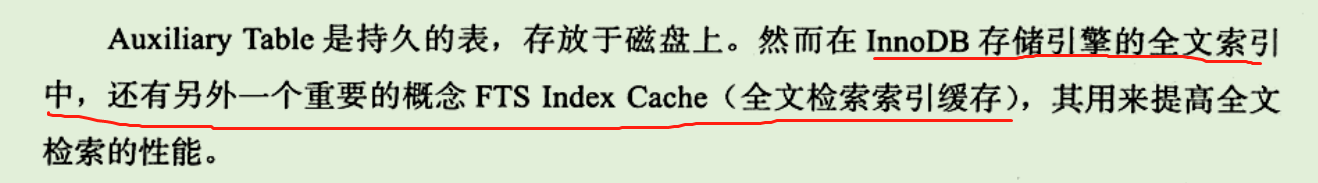 Auxiliary Table 是持久的表，存放于磁盘上。然而在 InnoDB 存储引擎的全文索引
中，还有另外一个重要的概念 FTS Index Cache（全文检索索引缓存），其用来提高全文
检索的性能。